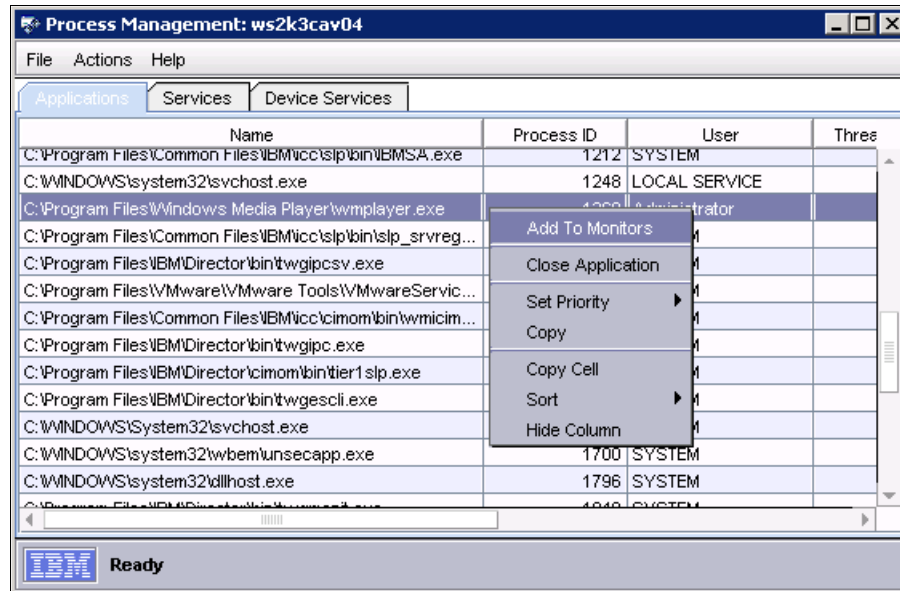 Process Management: ws2k3cav04
File Actions Help
Applications Services Device Services
Name Process ID User Threa
C:\Program Files\Common Files\IBM\icc\slp\bin\IBMSA.exe 1212 SYSTEM
C:\WINDOWS\system32\svchost.exe 1248 LOCAL SERVICE
C:\Program Files\Windows Media Player\wmplayer.exe Administrator
Add To Monitors
C:\Program Files\Common Files\IBM\icc\slp\bin\slp_srvreg...
C:\Program Files\IBM\Director\bin\twgipcsv.exe
Close Application
C:\Program Files\VMware\VMware Tools\VMwareServic...
Set Priority
C:\Program Files\Common Files\IBM\icc\cimom\bin\wmicim...
Copy
C:\Program Files\IBM\Director\bin\twgipc.exe
C:\Program Files\IBM\Director\cimom\bin\tier1slp.exe
Copy Cell
C:\Program Files\IBM\Director\bin\twgescli.exe
Sort
C:\WINDOWS\System32\svchost.exe
Hide Column
C:\WINDOWS\system32\wbem\unsecapp.exe 1700 SYSTEM
C:\WINDOWS\system32\dllhost.exe 1796 SYSTEM
IBM Ready